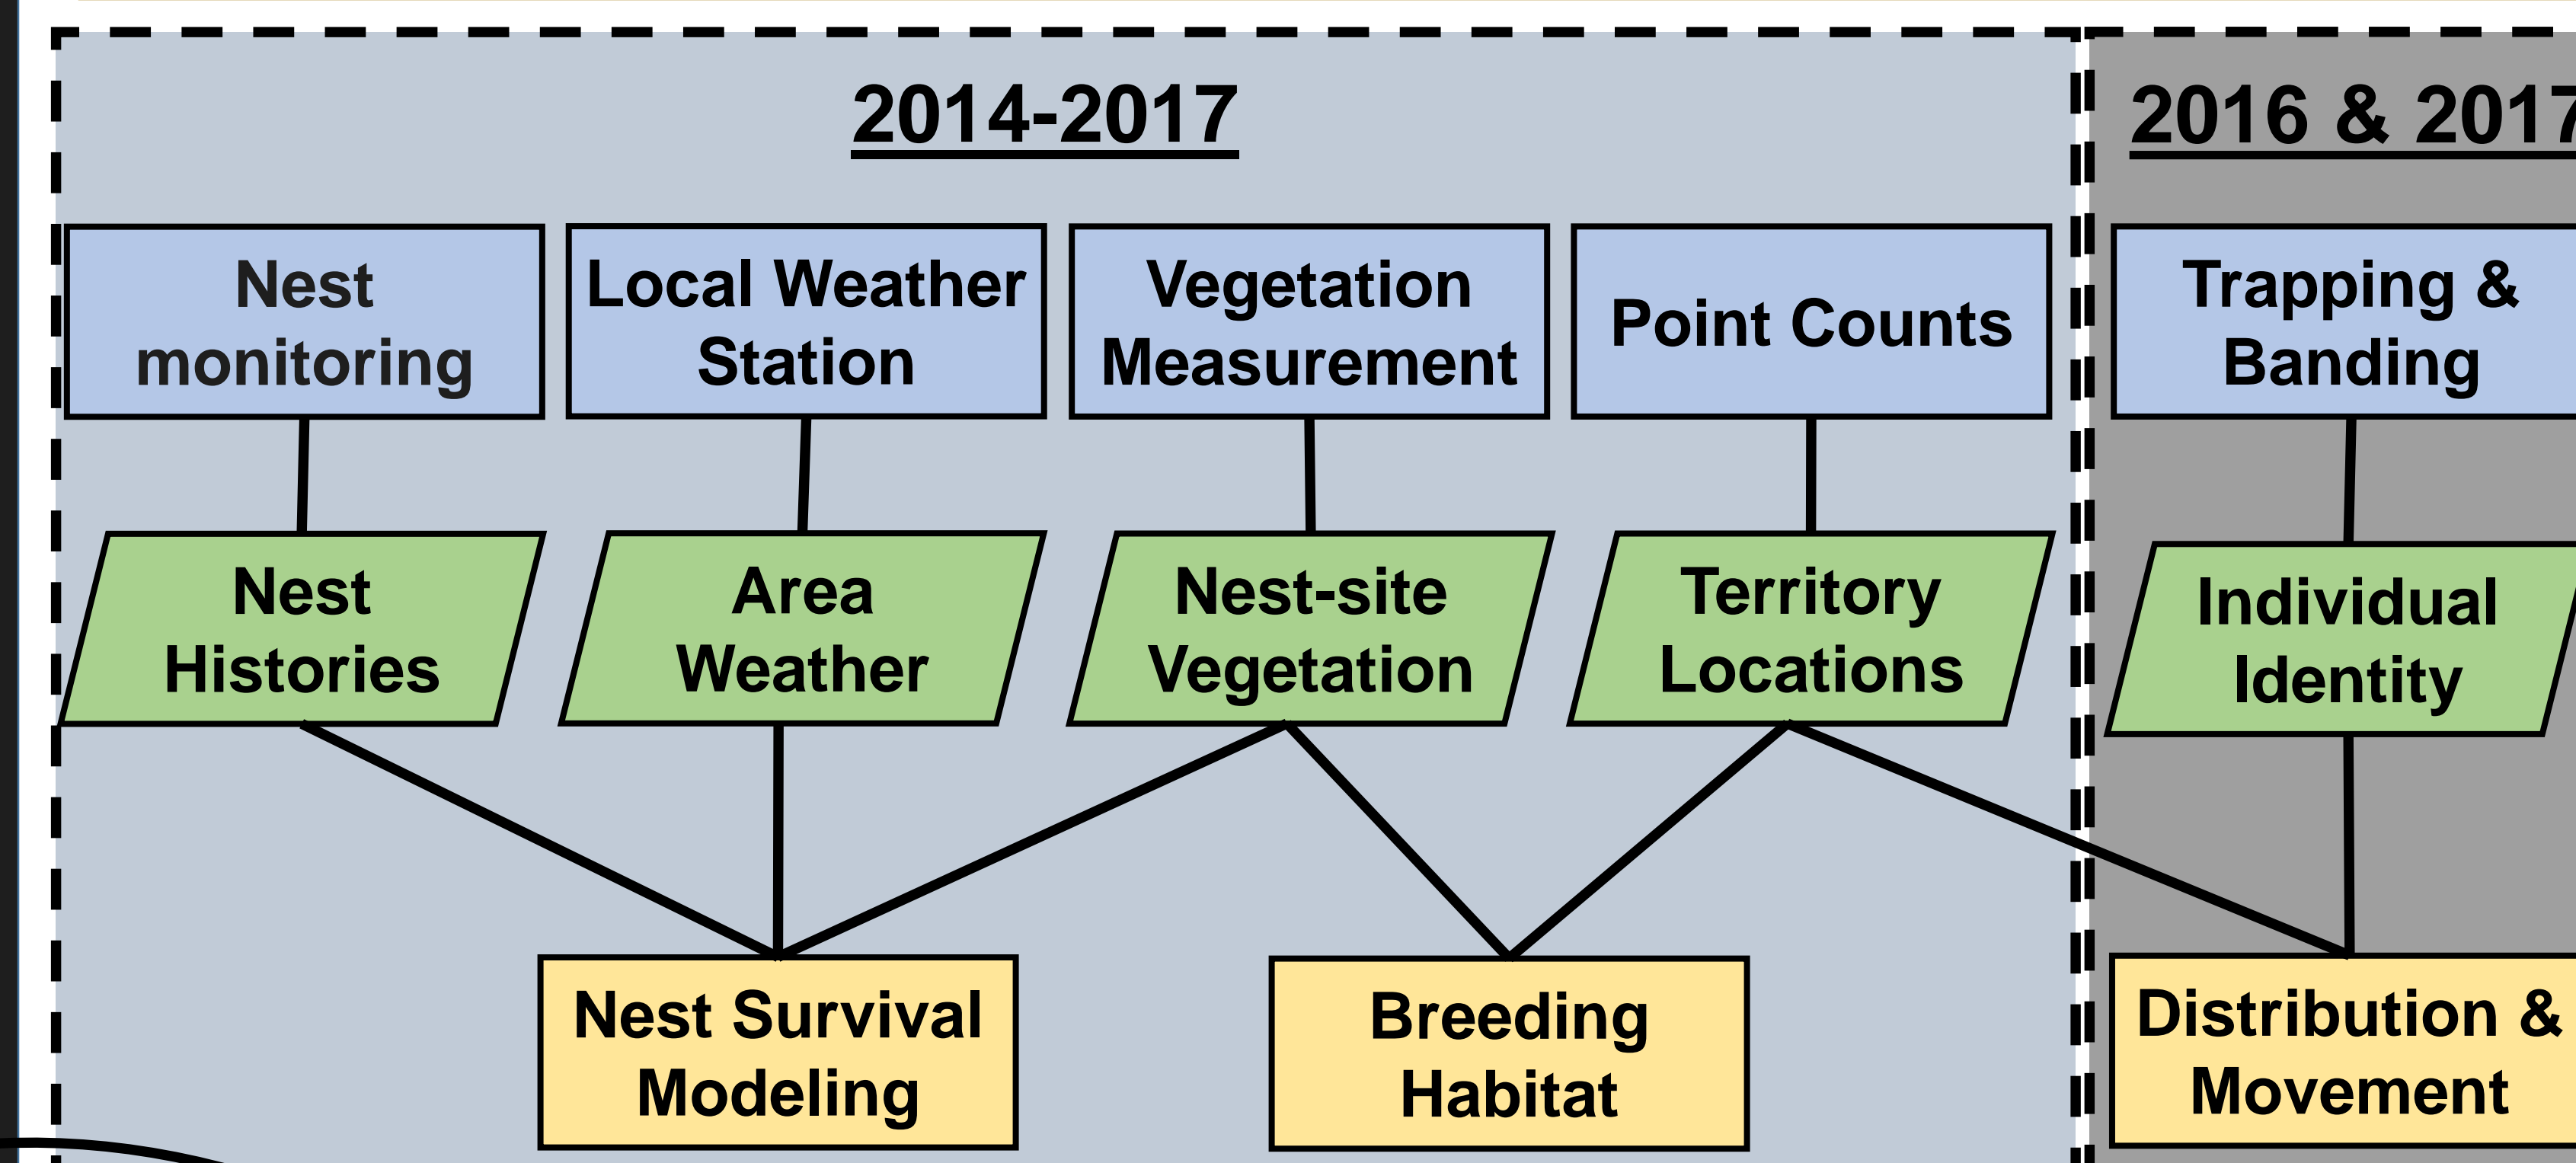 2014-2017
2016 & 2017
Nest
monitoring
Local Weather
Station
Vegetation
Measurement
Point Counts
Trapping &
Banding
Nest
Histories
Area
Weather
Nest-site
Vegetation
Territory
Locations
Individual
Identity
Nest Survival
Modeling
Breeding
Habitat
Distribution &
Movement